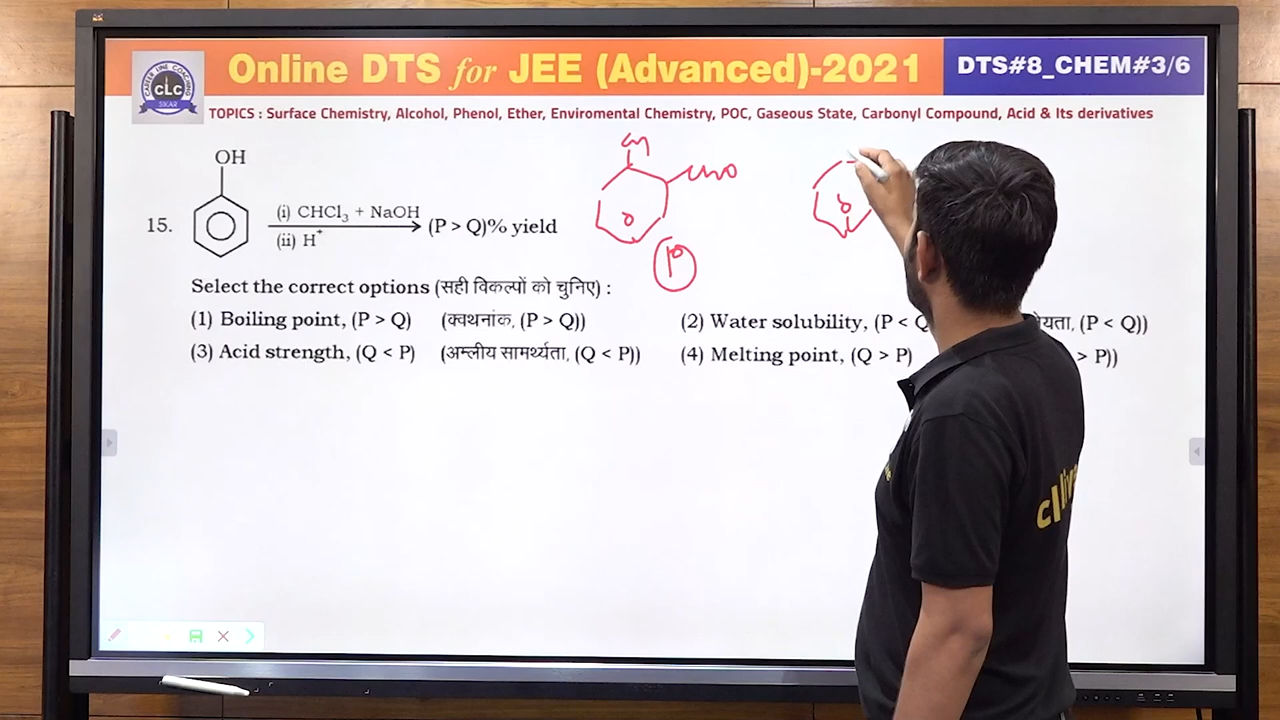 Online DTS for JEE (Advanced)-2021
DTS#8_CHEM#3/6
CAREER LINE COACHING
CLC
SIKAR
TOPICS : Surface Chemistry, Alcohol, Phenol, Ether, Enviromental Chemistry, POC, Gaseous State, Carbonyl Compound, Acid & Its derivatives
OH
15. (i) CHCl3 + NaOH
(ii) H+
(P > Q)% yield
CHO
P
Select the correct options (सही विकल्पों को चुनिए) :
(1) Boiling point, (P > Q) (क्वथनांक, (P > Q))
(2) Water solubility, (P < Q (P < Q))
(3) Acid strength, (Q < P) (अम्लीय सामर्थ्यता, (Q < P))
(4) Melting point, (Q > P) > P))